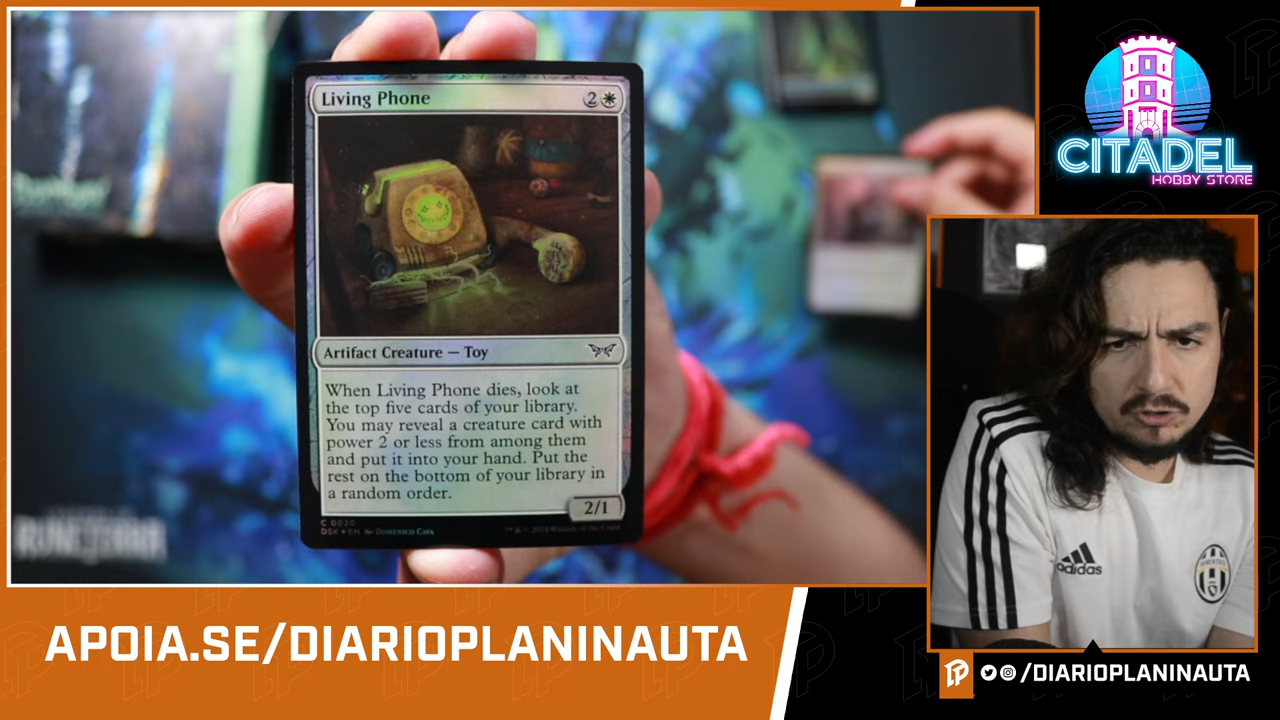 Living Phone
2
Artifact Creature — Toy
When Living Phone dies, look at
the top five cards of your library.
You may reveal a creature card with
power 2 or less from among them
and put it into your hand. Put the
rest on the bottom of your library in
a random order.
2/1
C 0020
DSK ★ EN DOMENICO CAVA
CITADEL
HOBBY STORE
adidas
APOIA.SE/DIARIOPLANINAUTA
/DIARIOPLANINAUTA